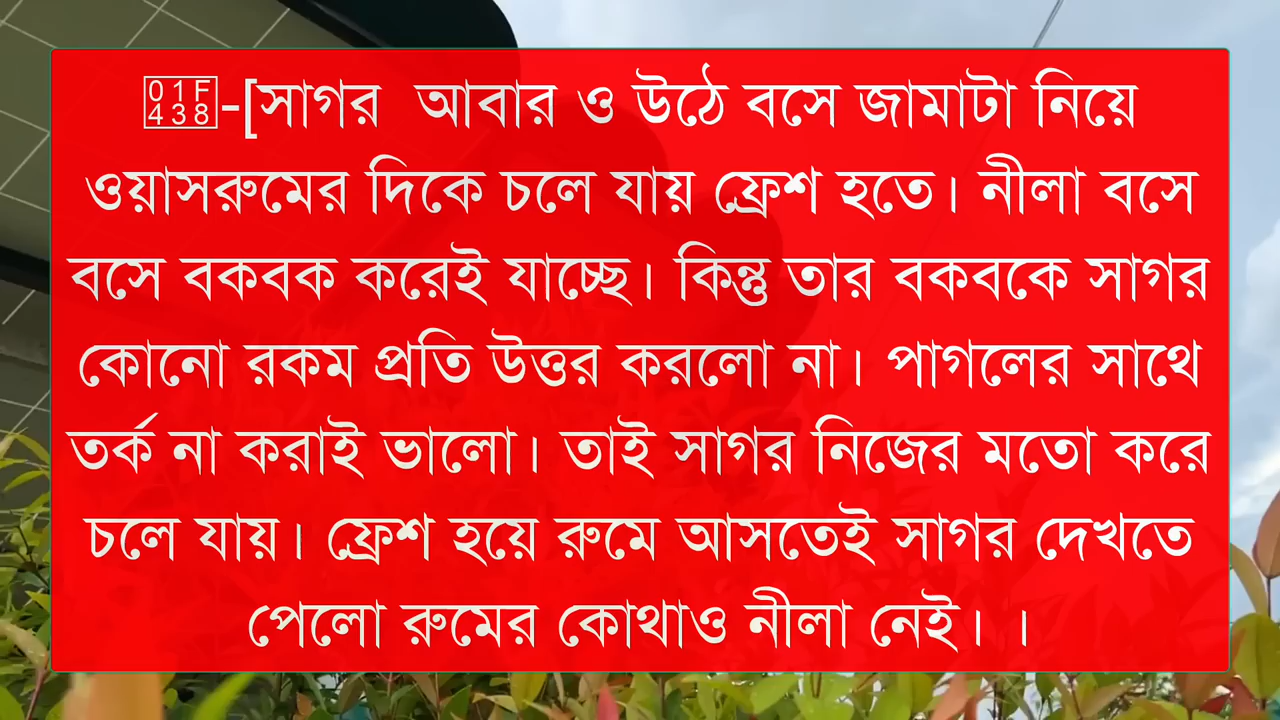 🐸-[সাগর  আবার ও উঠে বসে জামাটা নিয়ে
ওয়াসরুমের দিকে চলে যায় ফ্রেশ হতে। নীলা বসে
বসে বকবক করেই যাচ্ছে। কিন্তু তার বকবকে সাগর
কোনো রকম প্রতি উত্তর করলো না। পাগলের সাথে
তর্ক না করাই ভালো। তাই সাগর নিজের মতো করে
চলে যায়। ফ্রেশ হয়ে রুমে আসতেই সাগর দেখতে
পেলো রুমের কোথাও নীলা নেই। ।